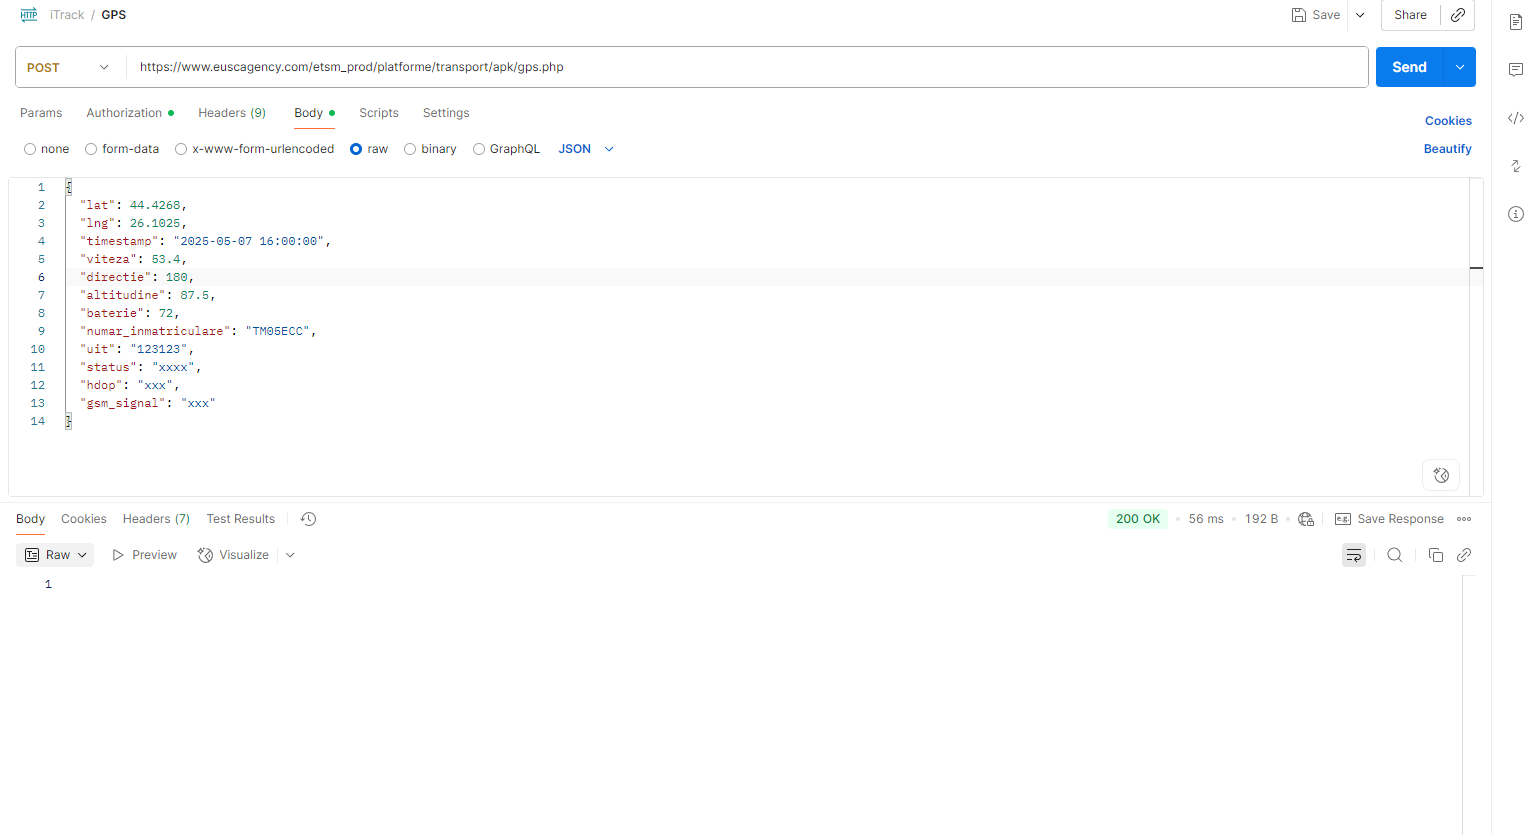 HTTP iTrack / GPS Save Share
POST https://www.euscagency.com/etsm_prod/platforme/transport/apk/gps.php Send
Params Authorization Headers (9) Body Scripts Settings Cookies
none form-data x-www-form-urlencoded raw binary GraphQL JSON Beautify
1 {
2 "lat": 44.4268,
3 "lng": 26.1025,
4 "timestamp": "2025-05-07 16:00:00",
5 "viteza": 53.4,
6 "directie": 180,
7 "altitudine": 87.5,
8 "baterie": 72,
9 "numar_inmatriculare": "TM05ECC",
10 "uit": "123123",
11 "status": "xxxx",
12 "hdop": "xxx",
13 "gsm_signal": "xxx"
14 }
Body Cookies Headers (7) Test Results 200 OK 56 ms 192 B e.g. Save Response
Raw Preview Visualize
1